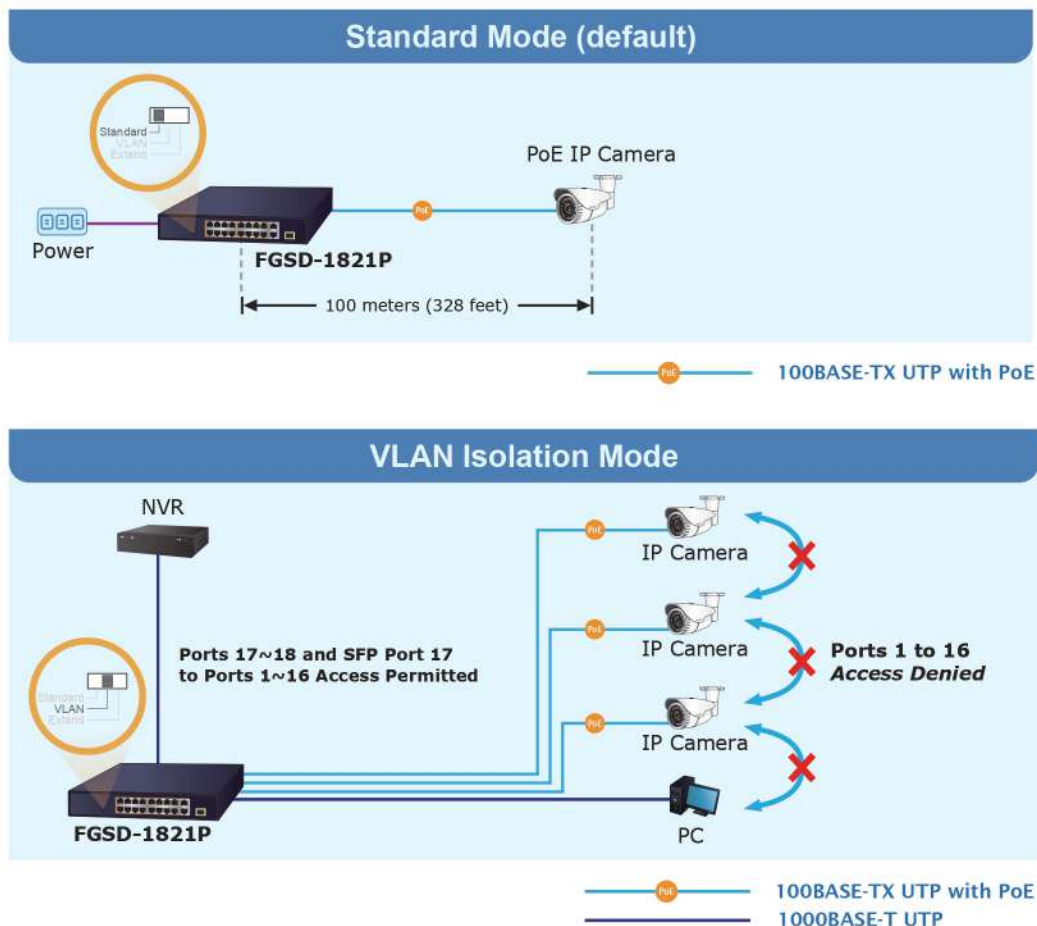 Standard Mode (default)
Standard
VLAN
Extend
PoE IP Camera
PoE
Power
FGSD-1821P
100 meters (328 feet)
PoE
100BASE-TX UTP with PoE
VLAN Isolation Mode
NVR
PoE
IP Camera
PoE
IP Camera
Ports 17~18 and SFP Port 17
to Ports 1~16 Access Permitted
Ports 1 to 16
Access Denied
Standard
VLAN
Extend
PoE
IP Camera
FGSD-1821P
PC
PoE
100BASE-TX UTP with PoE
1000BASE-T UTP